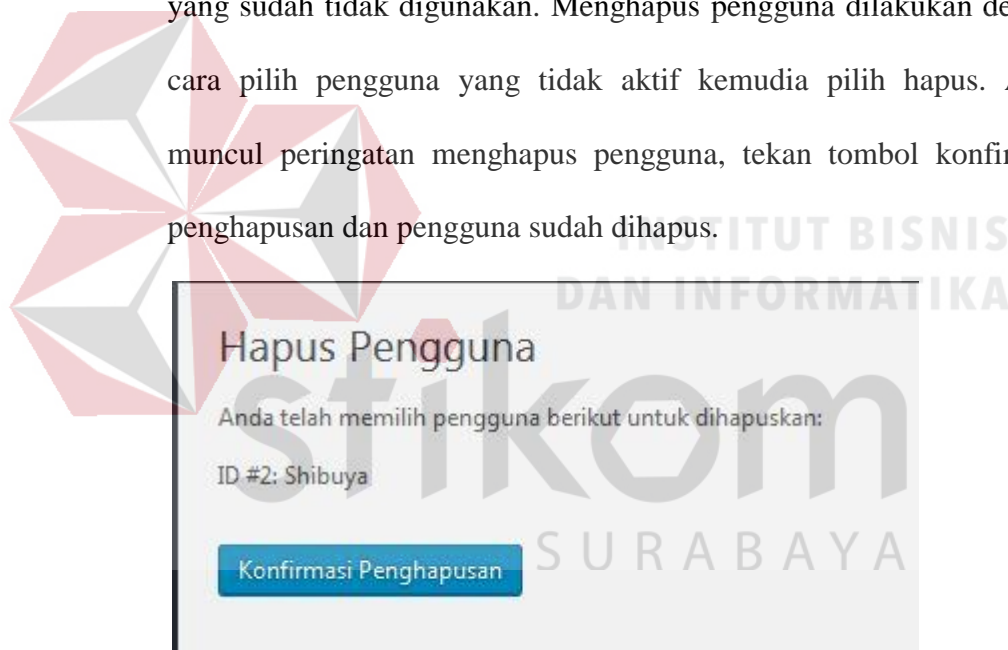 yang sudah tidak digunakan. Menghapus pengguna dilakukan
cara pilih pengguna yang tidak aktif kemudia pilih hapus.
muncul peringatan menghapus pengguna, tekan tombol
penghapusan dan pengguna sudah dihapus.
INSTITUT BISNIS
DAN INFORMATIKA
Hapus Pengguna
stikom
Anda telah memilih pengguna berikut untuk dihapuskan:
ID #2: Shibuya
SURABAYA
Konfirmasi Penghapusan